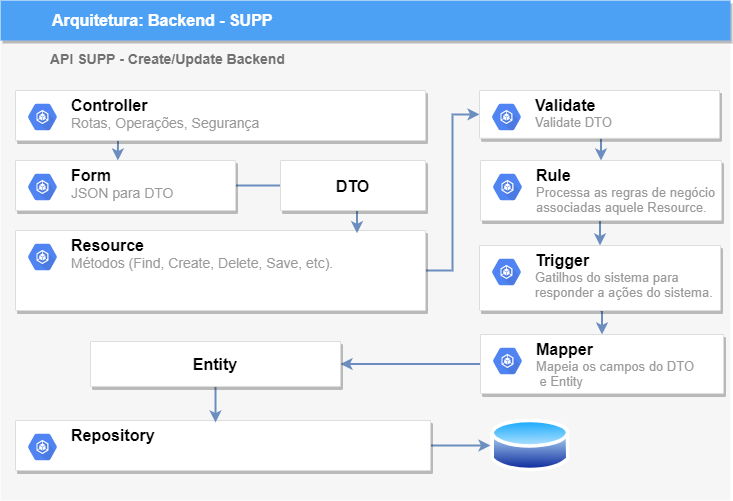 Arquitetura: Backend - SUPP
API SUPP - Create/Update Backend
Controller
Rotas, Operações, Segurança
Form
JSON para DTO
DTO
Resource
Métodos (Find, Create, Delete, Save, etc).
Validate
Validate DTO
Rule
Processa as regras de negócio
associadas aquele Resource.
Trigger
Gatilhos do sistema para
responder a ações do sistema.
Mapper
Mapeia os campos do DTO
e Entity
Entity
Repository